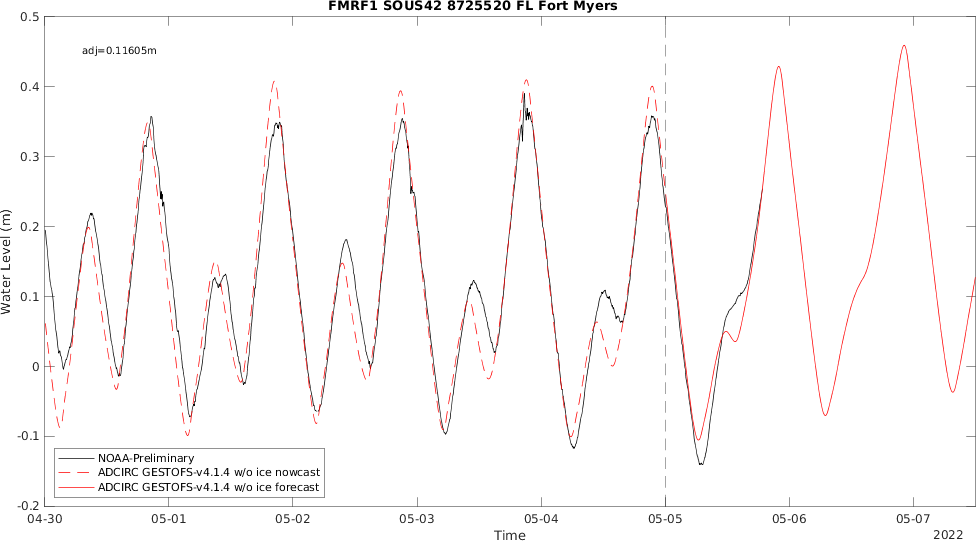 FMRF1 SOUS42 8725520 FL Fort Myers
adj=0.11605m
Water Level (m)
0.5
0.4
0.3
0.2
0.1
0
-0.1
-0.2
NOAA-Preliminary
ADCIRC GESTOFS-v4.1.4 w/o ice nowcast
ADCIRC GESTOFS-v4.1.4 w/o ice forecast
04-30 05-01 05-02 05-03 05-04 05-05 05-06 05-07
Time
2022